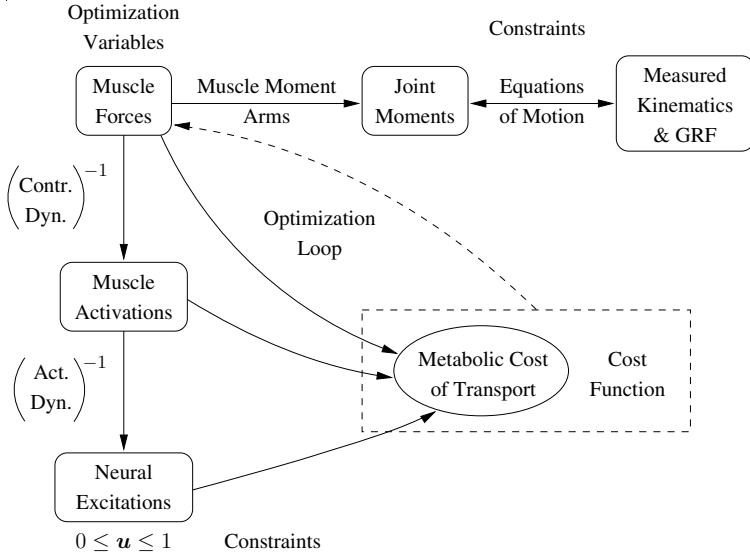 Optimization
Variables
Constraints
Muscle
Forces
Muscle Moment
Arms
Joint
Moments
Equations
of Motion
Measured
Kinematics
& GRF
(Contr.
Dyn.)−1
Optimization
Loop
Muscle
Activations
(Act.
Dyn.)−1
Metabolic Cost
of Transport
Cost
Function
Neural
Excitations
0 ≤ u ≤ 1 Constraints